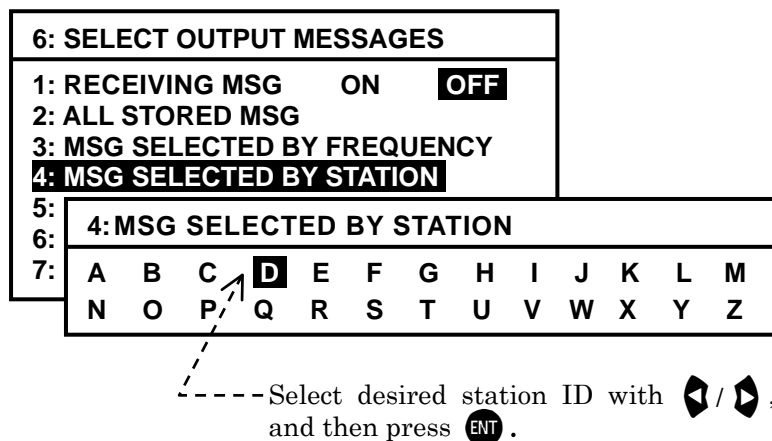 6: SELECT OUTPUT MESSAGES
1: RECEIVING MSG ON OFF
2: ALL STORED MSG
3: MSG SELECTED BY FREQUENCY
4: MSG SELECTED BY STATION
5:
6:
7:
4:MSG SELECTED BY STATION
A B C D E F G H I J K L M
N O P Q R S T U V W X Y Z
Select desired station ID with ◀ / ▶ ,
and then press ENT .